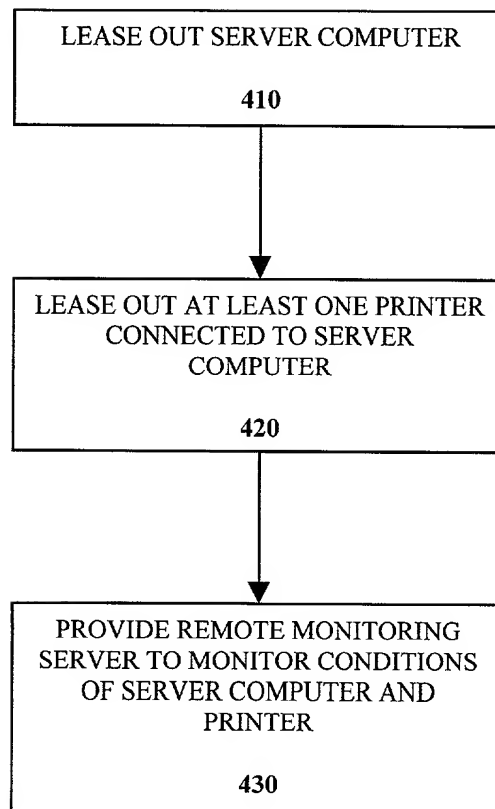 LEASE OUT SERVER COMPUTER
410
LEASE OUT AT LEAST ONE PRINTER
CONNECTED TO SERVER
COMPUTER
420
PROVIDE REMOTE MONITORING
SERVER TO MONITOR CONDITIONS
OF SERVER COMPUTER AND
PRINTER
430